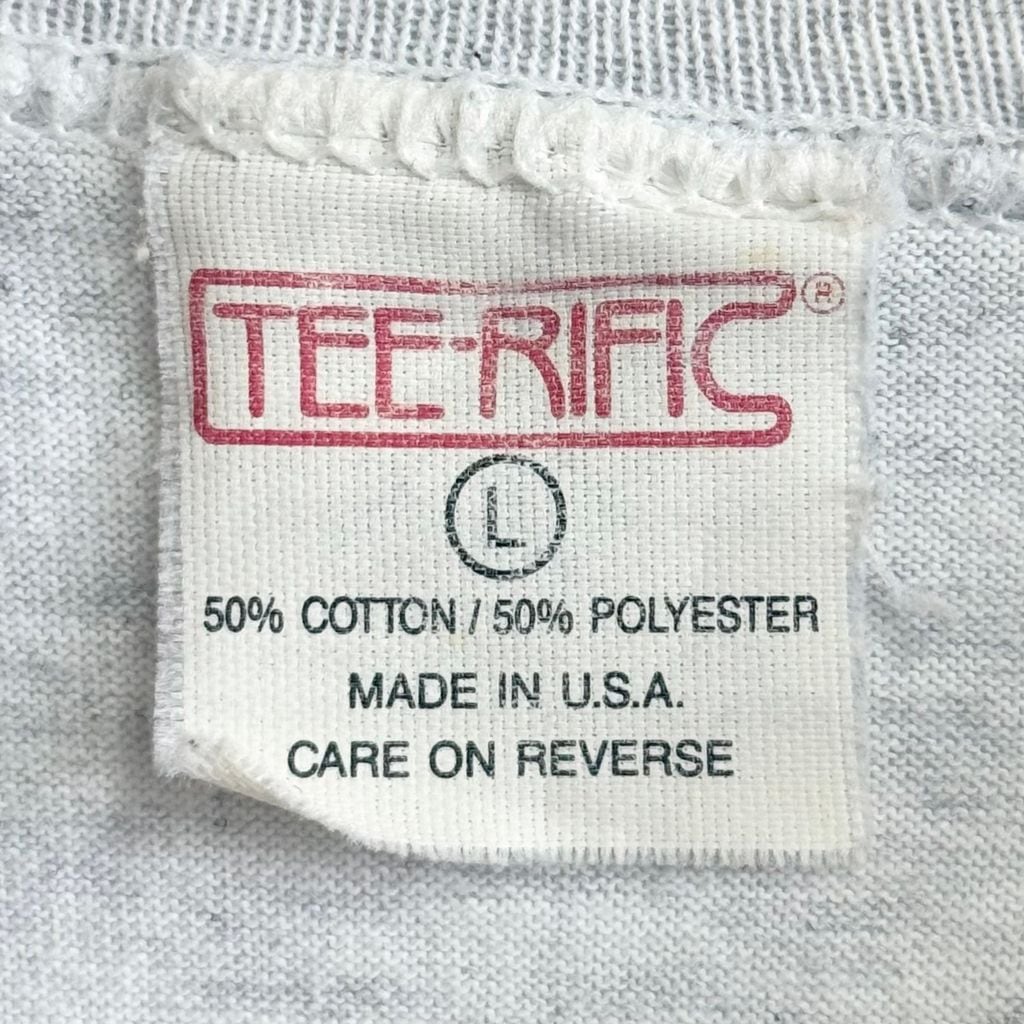 TEE-RIFIC®
L
50% COTTON / 50% POLYESTER
MADE IN U.S.A.
CARE ON REVERSE